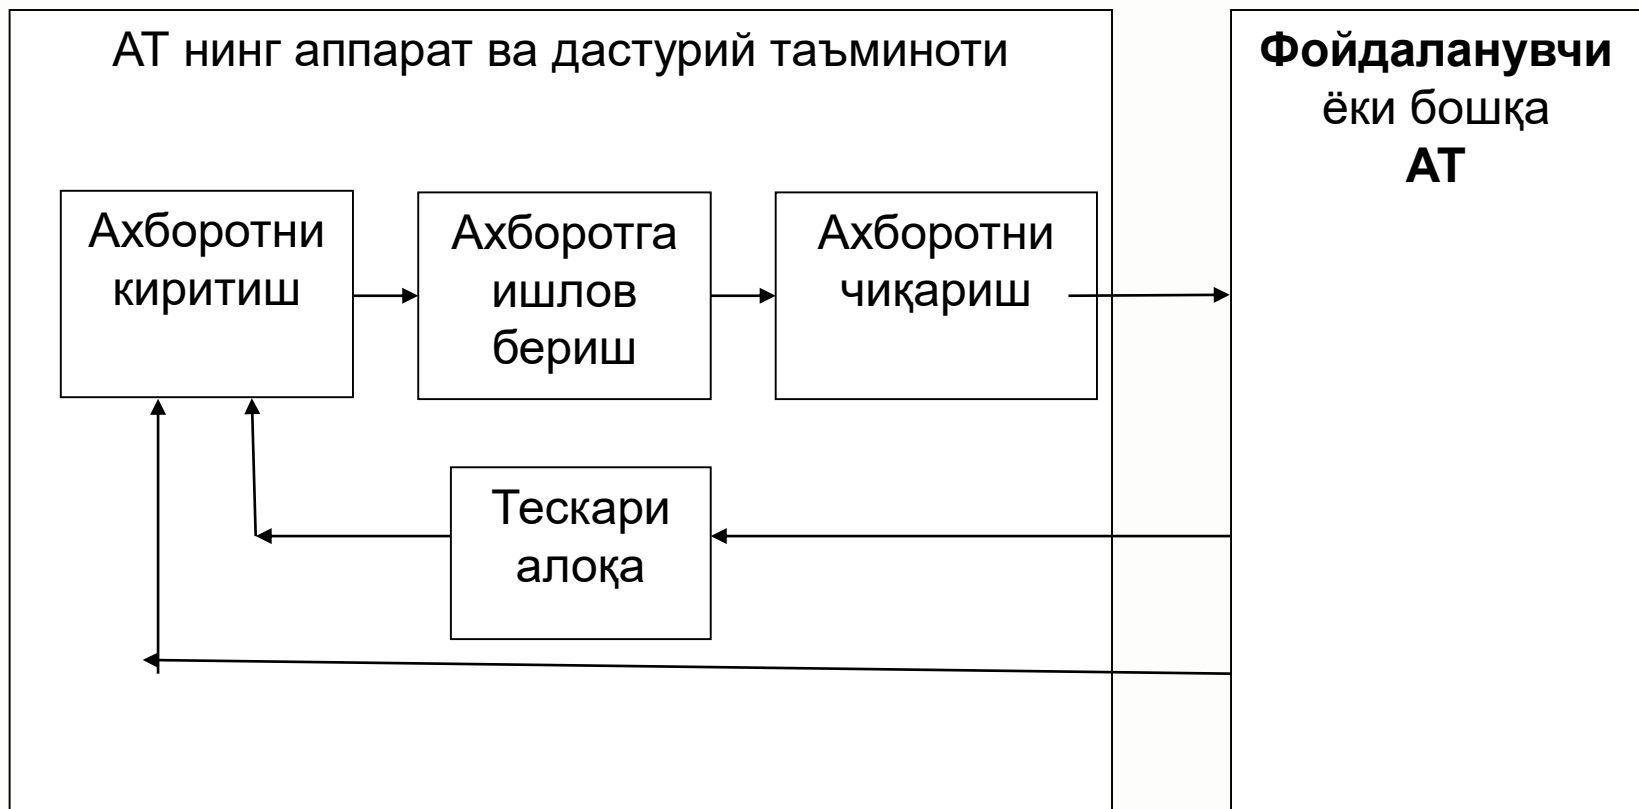 АТ нинг аппарат ва дастурий таъминоти
Фойдаланувчи
ёки бошқа
АТ
Ахборотни
киритиш
Ахборотга
ишлов
бериш
Ахборотни
чиқариш
Тескари
алоқа